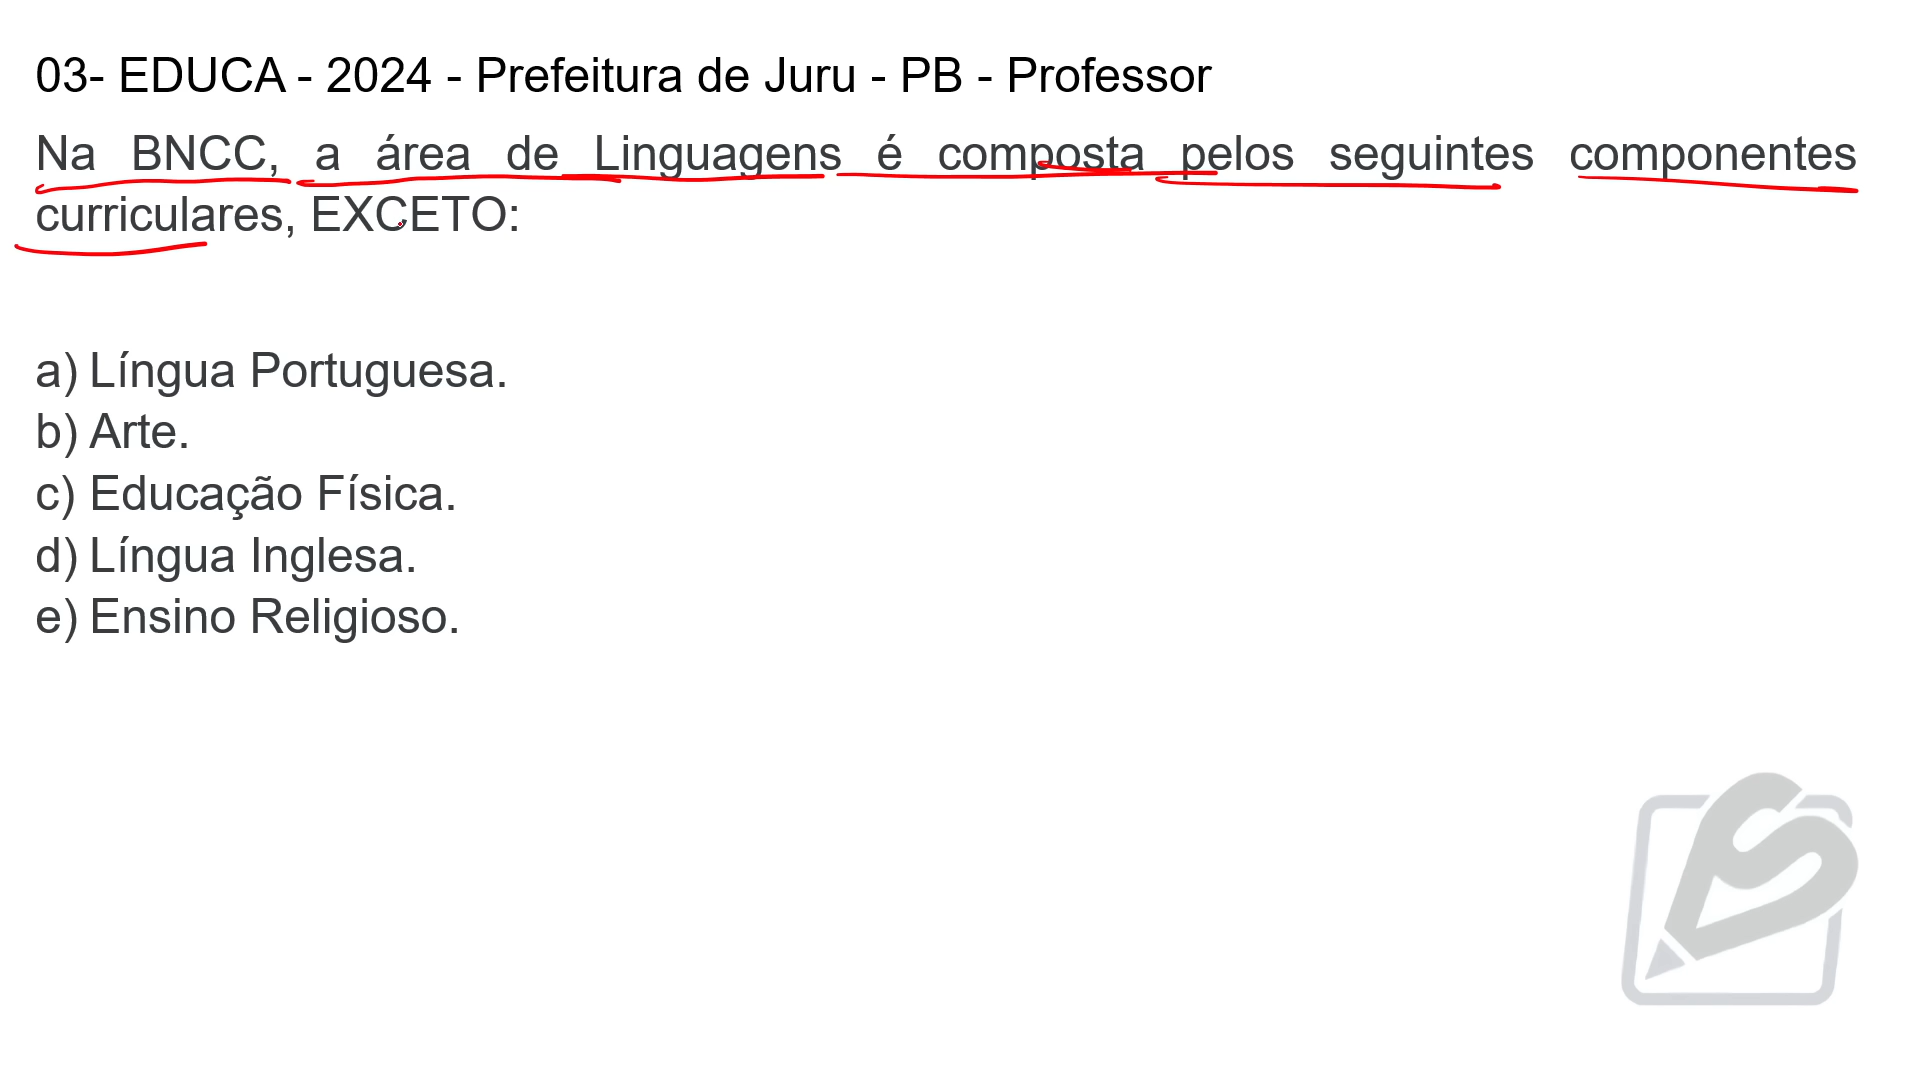 03- EDUCA - 2024 - Prefeitura de Juru - PB - Professor
Na BNCC, a área de Linguagens é composta pelos seguintes componentes
curriculares, EXCETO:
a) Língua Portuguesa.
b) Arte.
c) Educação Física.
d) Língua Inglesa.
e) Ensino Religioso.